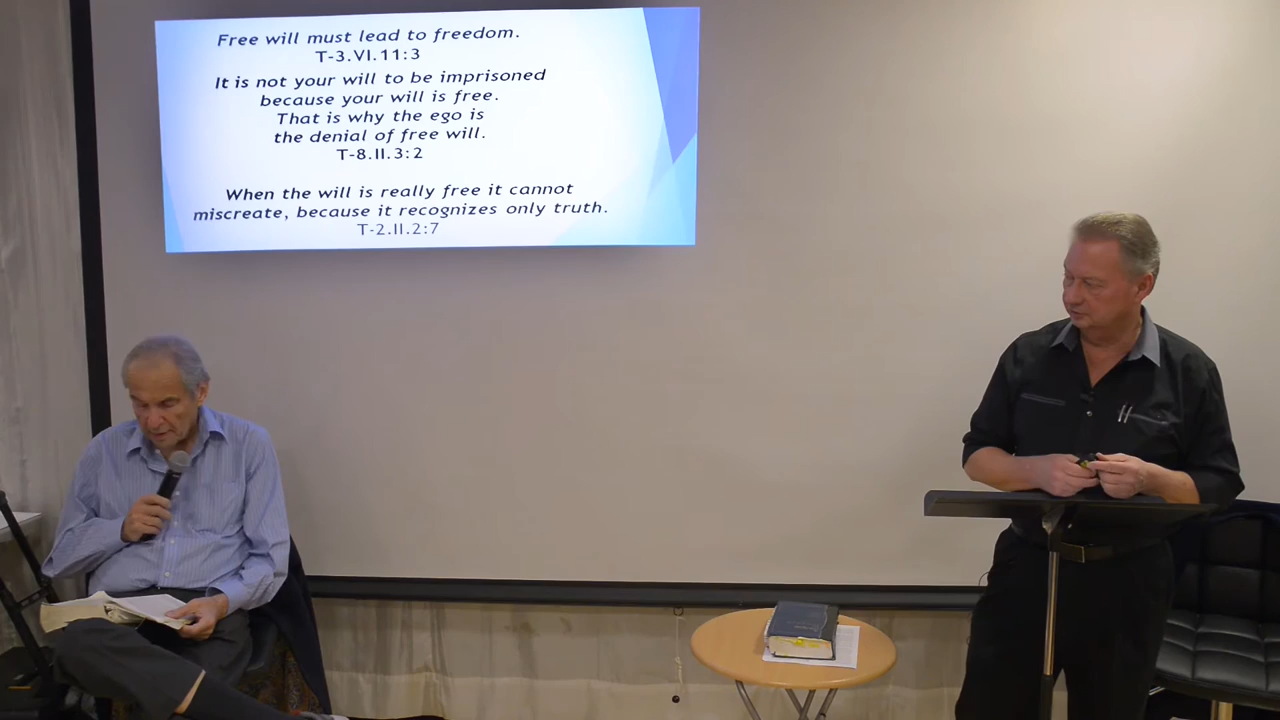 Free will must lead to freedom.
T-3.VI.11:3
It is not your will to be imprisoned
because your will is free.
That is why the ego is
the denial of free will.
T-8.II.3:2
When the will is really free it cannot
miscreate, because it recognizes only truth.
T-2.II.2:7